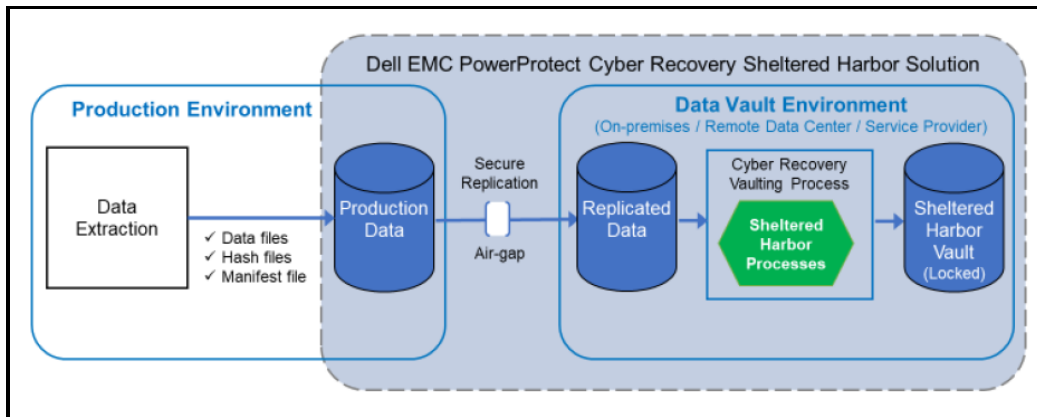 Dell EMC PowerProtect Cyber Recovery Sheltered Harbor Solution
Production Environment
Data
Extraction
✓ Data files
✓ Hash files
✓ Manifest file
Production
Data
Secure
Replication
Air-gap
Data Vault Environment
(On-premises / Remote Data Center / Service Provider)
Replicated
Data
Cyber Recovery
Vaulting Process
Sheltered
Harbor
Processes
Sheltered
Harbor
Vault
(Locked)